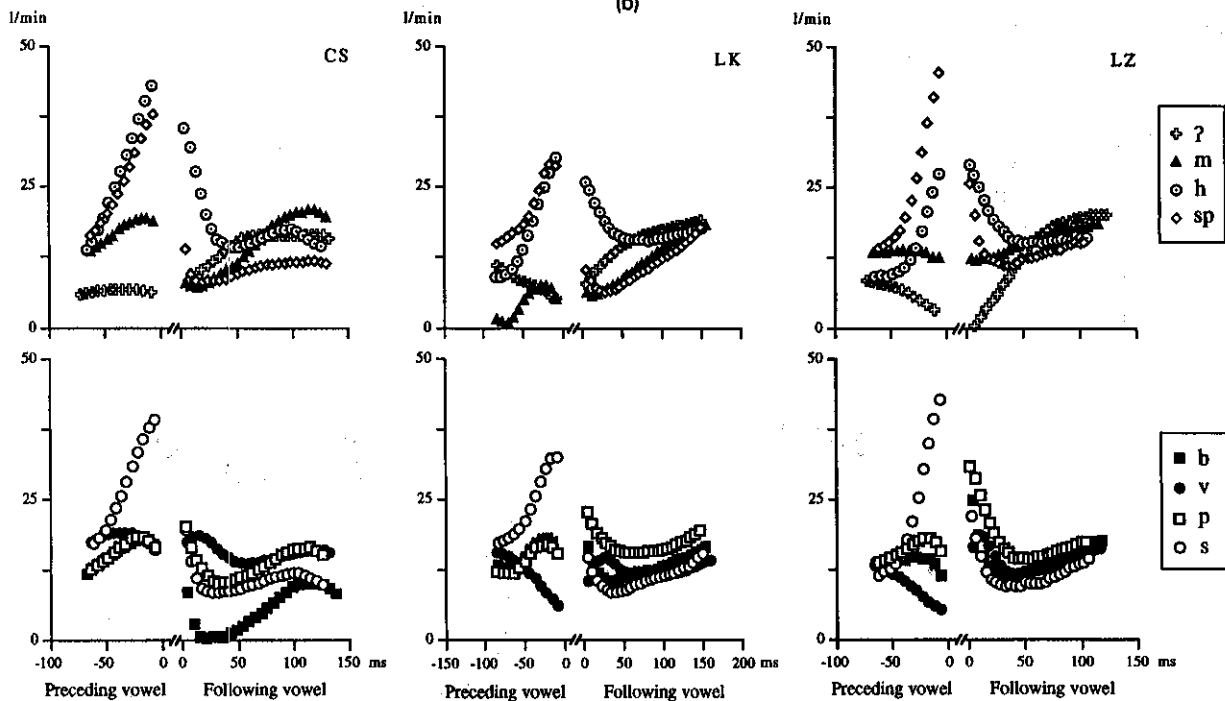 (b)
l/min l/min l/min
50 50 50
CS LK LZ
ʔ
m
h
sp
25 25 25
0 0 0
50 50 50
b
v
p
s
25 25 25
0 0 0
-100 -50 0 0 50 100 150 ms -150 -100 -50 0 0 50 100 150 200 ms -100 -50 0 0 50 100 150 ms
Preceding vowel Following vowel Preceding vowel Following vowel Preceding vowel Following vowel